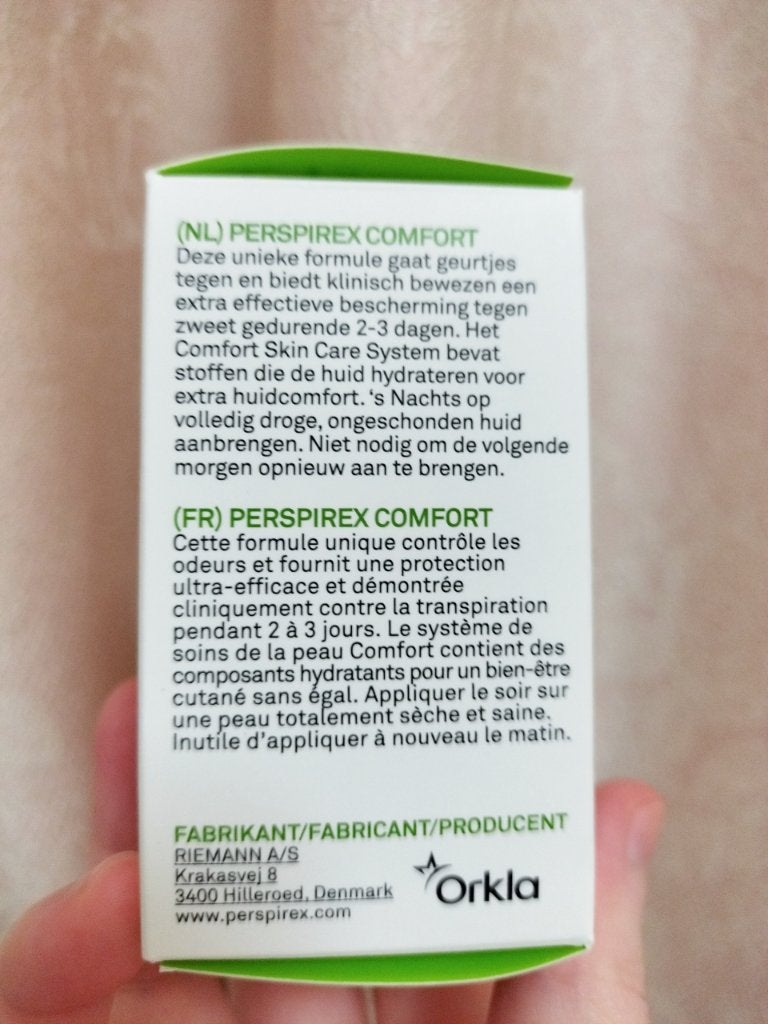 (NL) PERSPIREX COMFORT
Deze unieke formule gaat geurtjes
tegen en biedt klinisch bewezen een
extra effectieve bescherming tegen
zweet gedurende 2-3 dagen. Het
Comfort Skin Care System bevat
stoffen die de huid hydrateren voor
extra huidcomfort. ‘s Nachts op
volledig droge, ongeschonden huid
aanbrengen. Niet nodig om de volgende
morgen opnieuw aan te brengen.
(FR) PERSPIREX COMFORT
Cette formule unique contrôle les
odeurs et fournit une protection
ultra-efficace et démontrée
cliniquement contre la transpiration
pendant 2 à 3 jours. Le système de
soins de la peau Comfort contient des
composants hydratants pour un bien-être
cutané sans égal. Appliquer le soir sur
une peau totalement sèche et saine.
Inutile d’appliquer à nouveau le matin.
FABRIKANT/FABRICANT/PRODUCENT
RIEMANN A/S
Krakasvej 8
3400 Hilleroed, Denmark
www.perspirex.com
Orkla